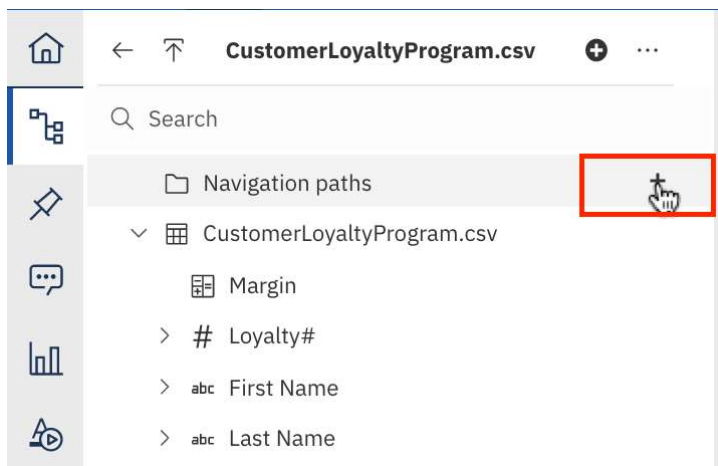 CustomerLoyaltyProgram.csv
Search
Navigation paths
CustomerLoyaltyProgram.csv
Margin
# Loyalty#
abc First Name
abc Last Name